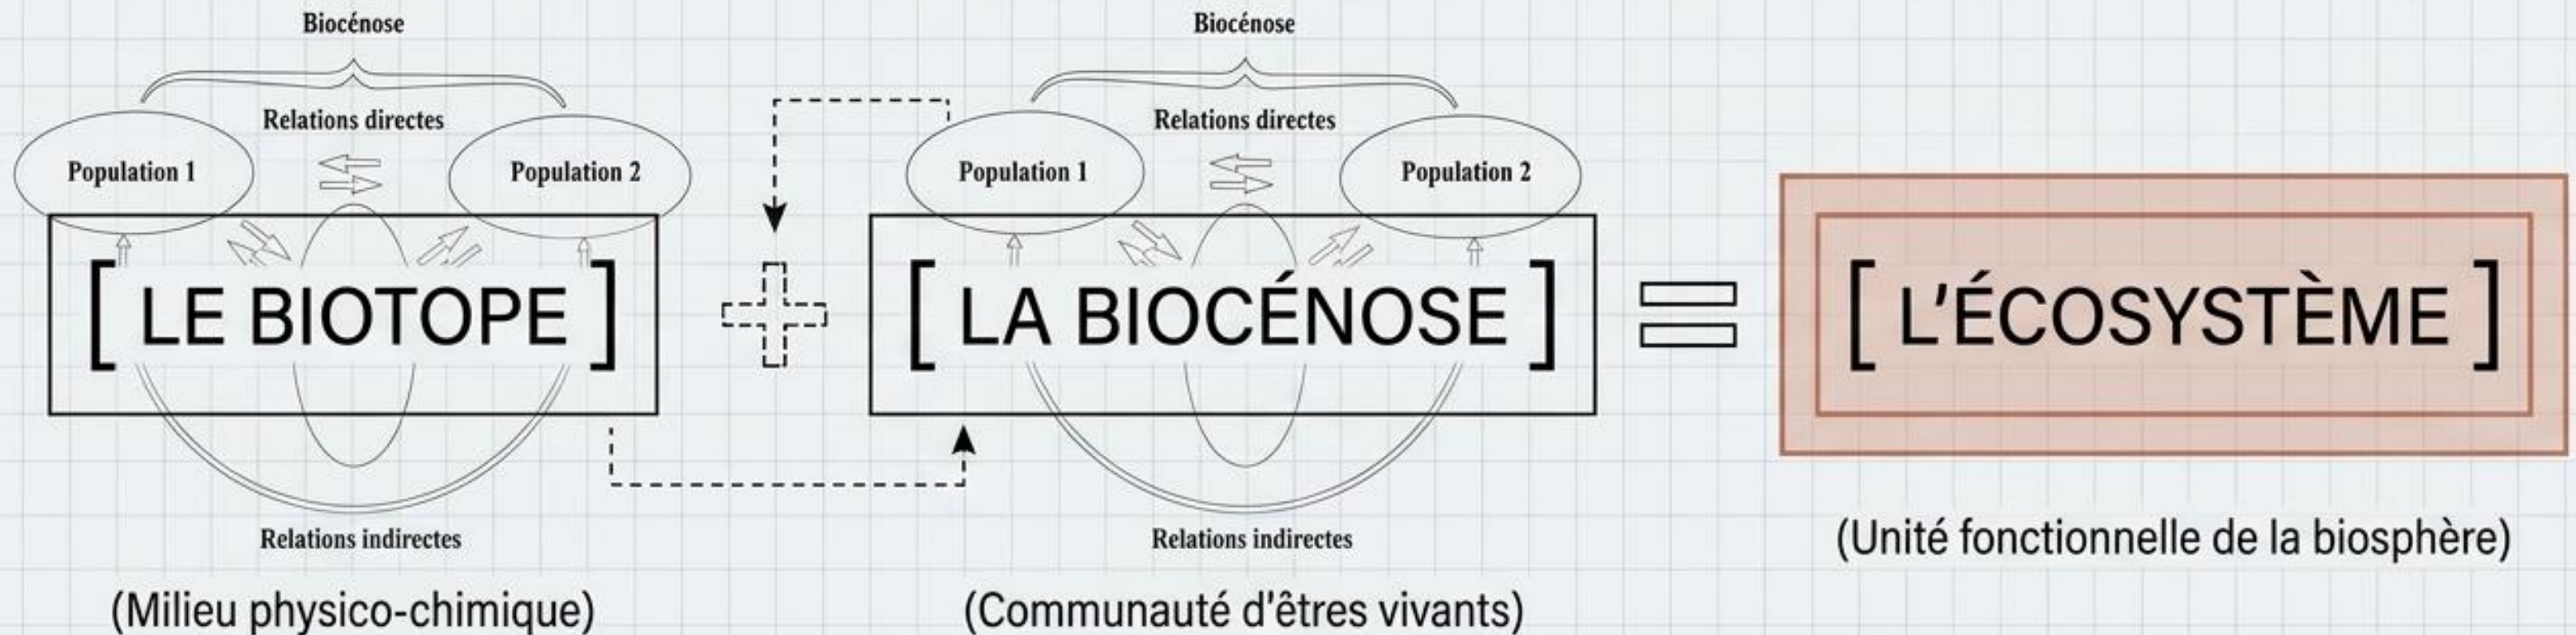 Biocénose
Relations directes
Population 1
Population 2
[ LE BIOTOPE ]
Relations indirectes
(Milieu physico-chimique)
Biocénose
Relations directes
Population 1
Population 2
[ LA BIOCÉNOSE ]
Relations indirectes
(Communauté d'êtres vivants)
[ L’ÉCOSYSTÈME ]
(Unité fonctionnelle de la biosphère)